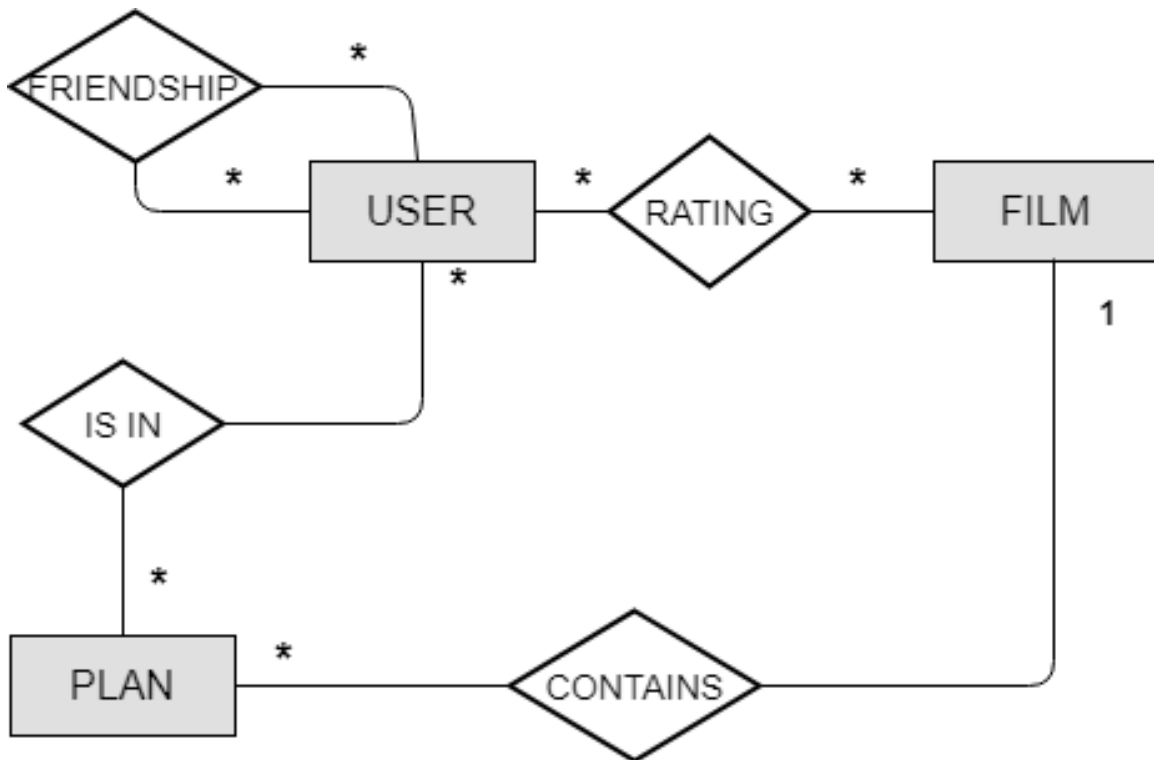 *
FRIENDSHIP
*
*
*
USER
RATING
FILM
*
1
IS IN
*
*
PLAN
CONTAINS